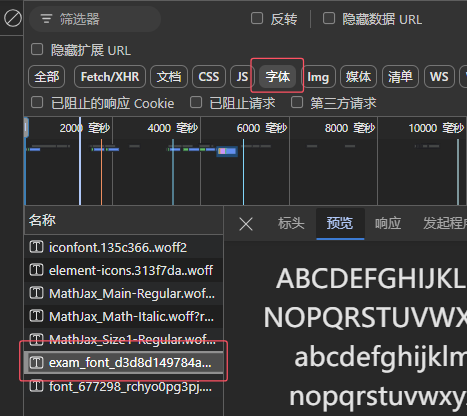 筛选器 反转 隐藏数据 URL
隐藏扩展 URL
全部 Fetch/XHR 文档 CSS JS 字体 Img 媒体 清单 WS
已阻止的响应 Cookie 已阻止请求 第三方请求
2000 毫秒 4000 毫秒 6000 毫秒 8000 毫秒 10000 毫秒
名称
标头 预览 响应 发起程
iconfont.135c366..woff2
element-icons.313f7da..woff
MathJax_Main-Regular.wo...
MathJax_Math-Italic.woff?r...
MathJax_Size1-Regular.wof...
exam_font_d3d8d149784a...
font_677298_rchyo0pg3pj....
ABCDEFGHIJKL
NOPQRSTUVWX
abcdefghijklm
nopqrstuvwxyz